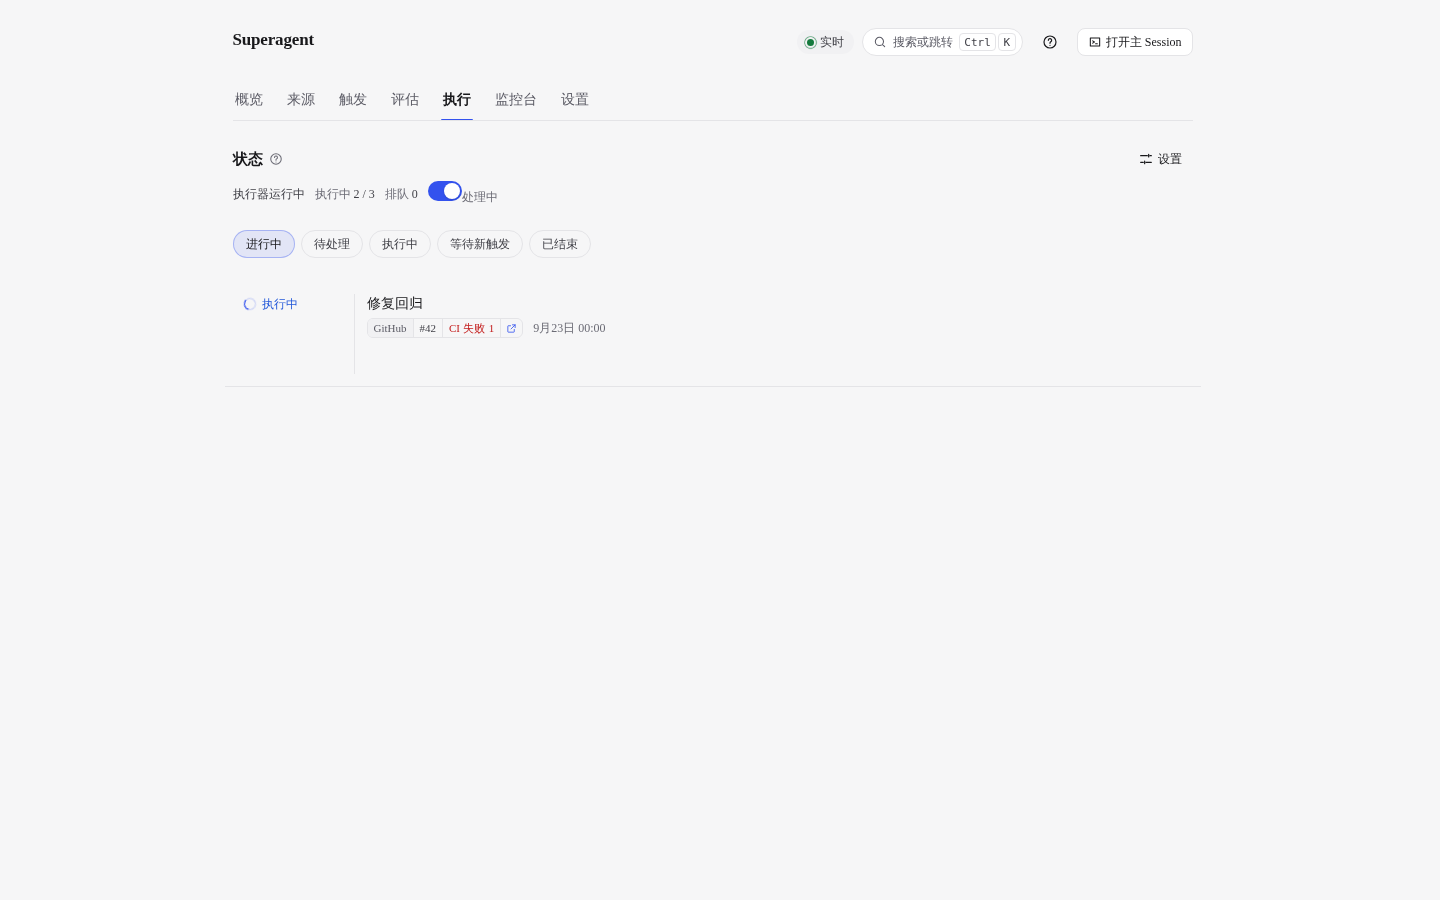 Superagent
实时
搜索或跳转 Ctrl K
打开主 Session
概览 来源 触发 评估 执行 监控台 设置
状态
设置
执行器运行中 执行中 2 / 3 排队 0 处理中
进行中 待处理 执行中 等待新触发 已结束
执行中
修复回归
GitHub #42 CI 失败 1 9月23日 00:00